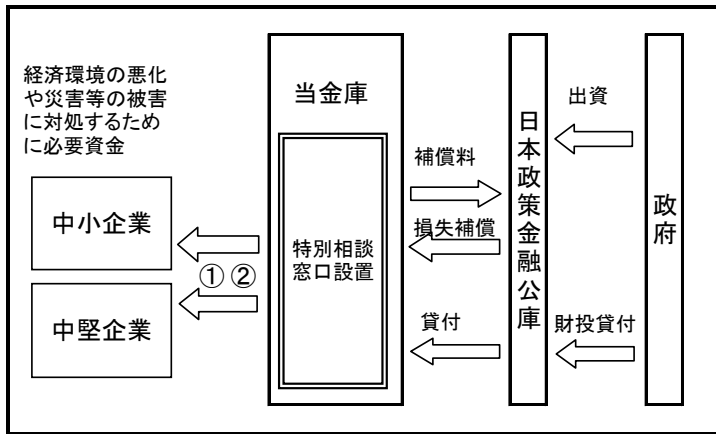 経済環境の悪化
や災害等の被害
に対処するため
に必要資金
中小企業
中堅企業
① ②
当金庫
特別相談
窓口設置
補償料
損失補償
貸付
日本政策金融公庫
出資
財投貸付
政府